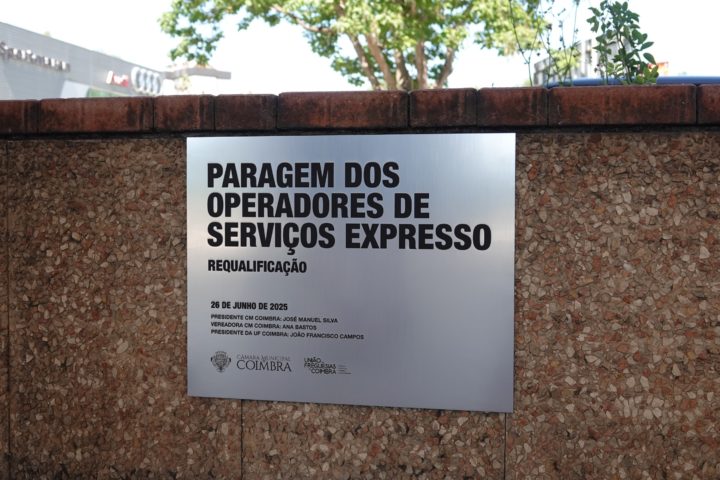 PARAGEM DOS
OPERADORES DE
SERVIÇOS EXPRESSO
REQUALIFICAÇÃO
26 DE JUNHO DE 2025
PRESIDENTE CM COIMBRA: JOSÉ MANUEL SILVA
VEREADORA CM COIMBRA: ANA BASTOS
PRESIDENTE DA UF COIMBRA: JOÃO FRANCISCO CAMPOS
CÂMARA MUNICIPAL
COIMBRA
UNIÃO
FREGUESIAS
DE COIMBRA